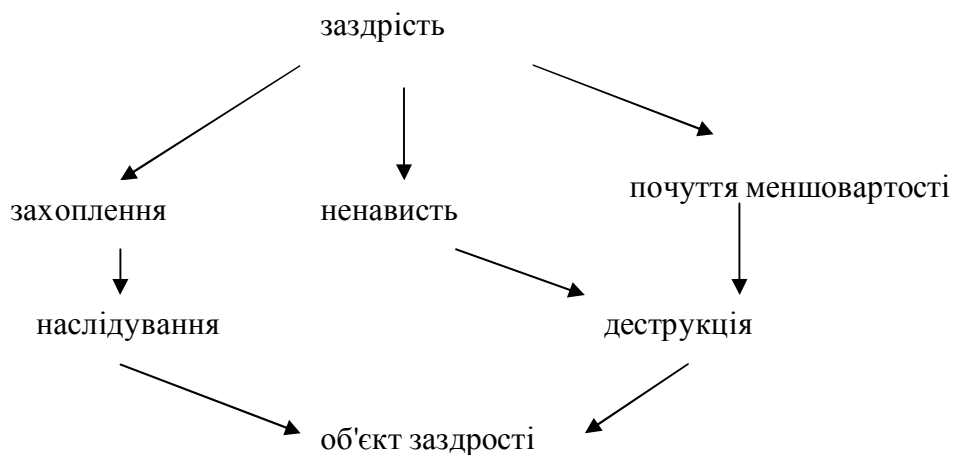 заздрість
захоплення
ненависть
почуття меншовартості
наслідування
деструкція
об'єкт заздрості